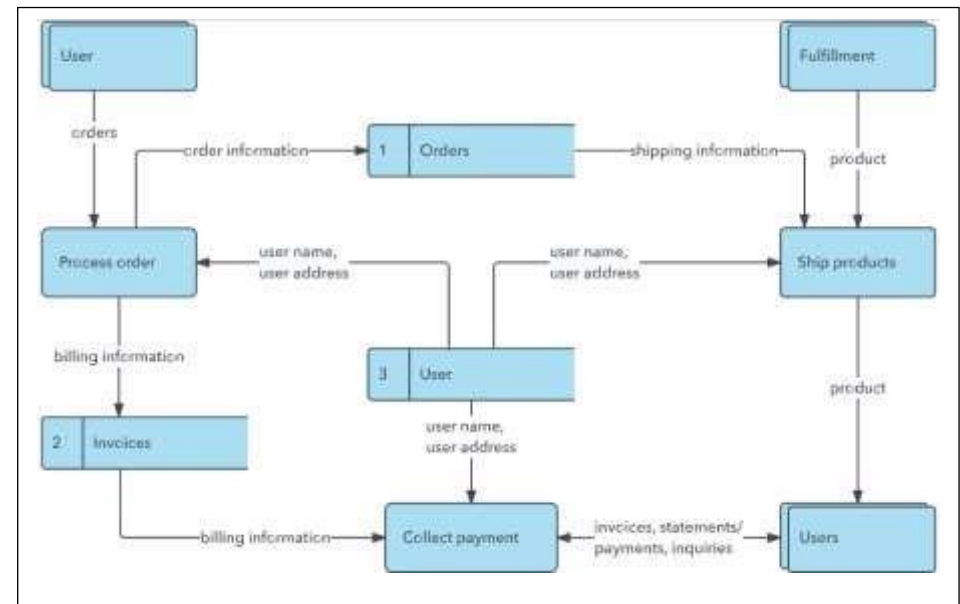 User
Fulfillment
orders
order information
1 Orders
shipping information
product
Process order
user name,
user address
user name,
user address
Ship products
billing information
3 User
product
2 Invoices
user name,
user address
billing information
Collect payment
invoices, statements/
payments, inquiries
Users